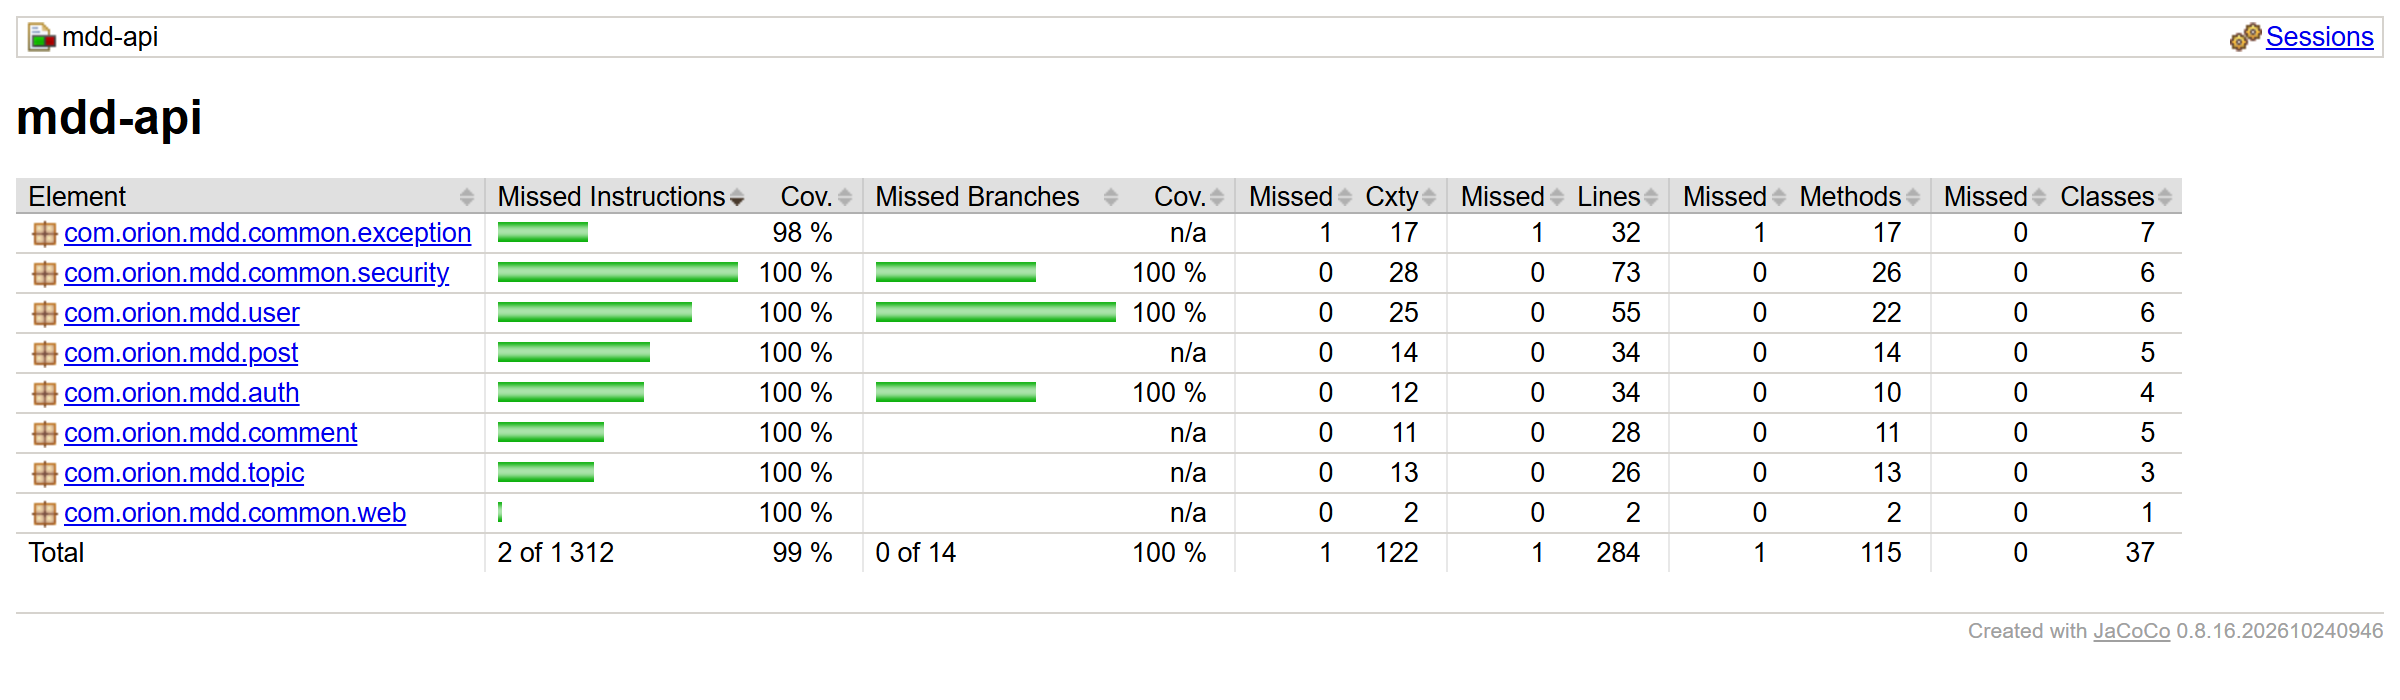 mdd-api Sessions
mdd-api
Element Missed Instructions Cov. Missed Branches Cov. Missed Cxty Missed Lines Missed Methods Missed Classes
com.orion.mdd.common.exception 98 % n/a 1 17 1 32 1 17 0 7
com.orion.mdd.common.security 100 % 100 % 0 28 0 73 0 26 0 6
com.orion.mdd.user 100 % 100 % 0 25 0 55 0 22 0 6
com.orion.mdd.post 100 % n/a 0 14 0 34 0 14 0 5
com.orion.mdd.auth 100 % 100 % 0 12 0 34 0 10 0 4
com.orion.mdd.comment 100 % n/a 0 11 0 28 0 11 0 5
com.orion.mdd.topic 100 % n/a 0 13 0 26 0 13 0 3
com.orion.mdd.common.web 100 % n/a 0 2 0 2 0 2 0 1
Total 2 of 1 312 99 % 0 of 14 100 % 1 122 1 284 1 115 0 37
Created with JaCoCo 0.8.16.202610240946